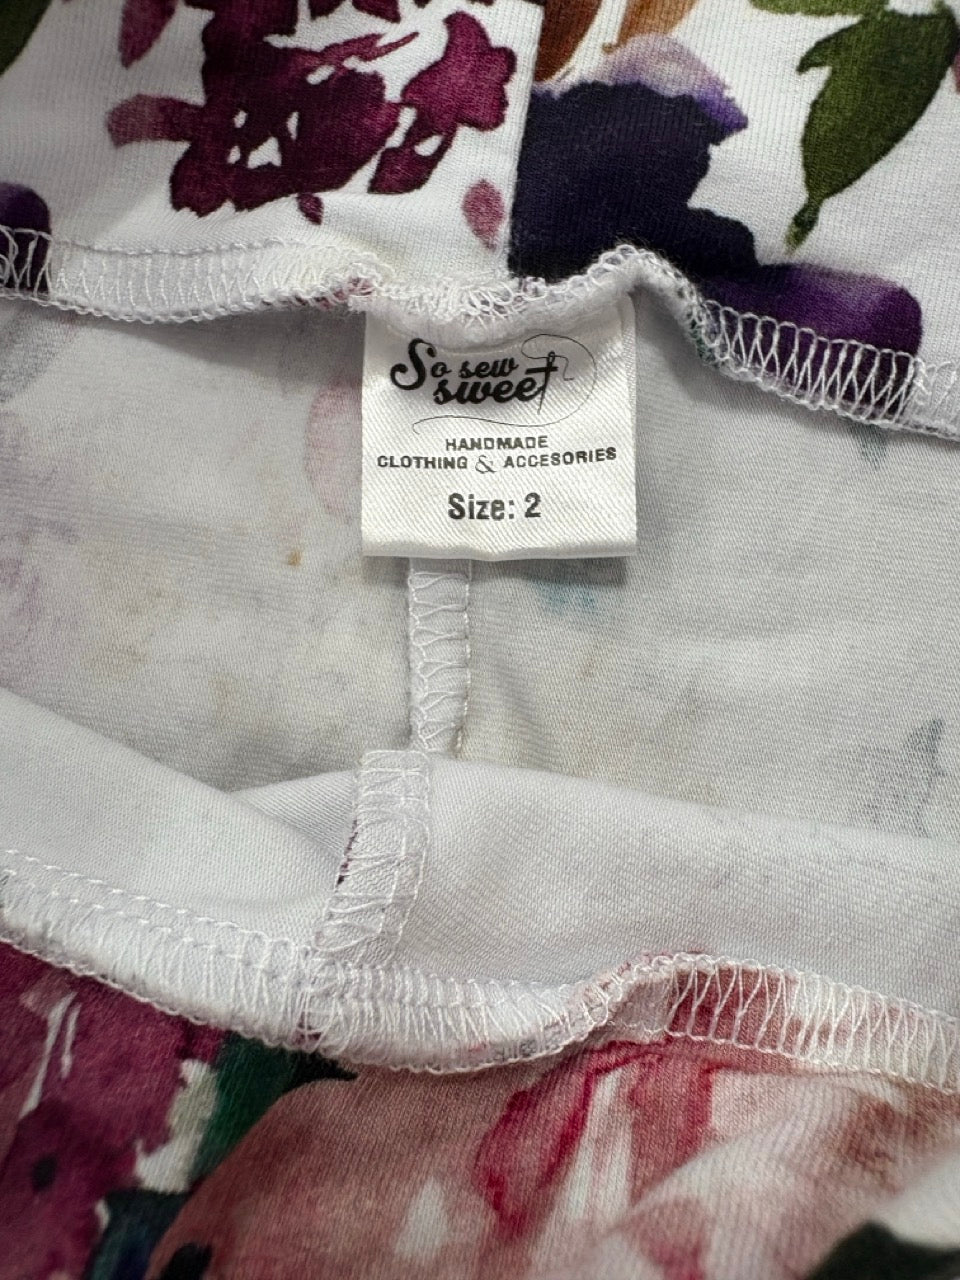 So sew
sweet
HANDMADE
CLOTHING & ACCESORIES
Size: 2